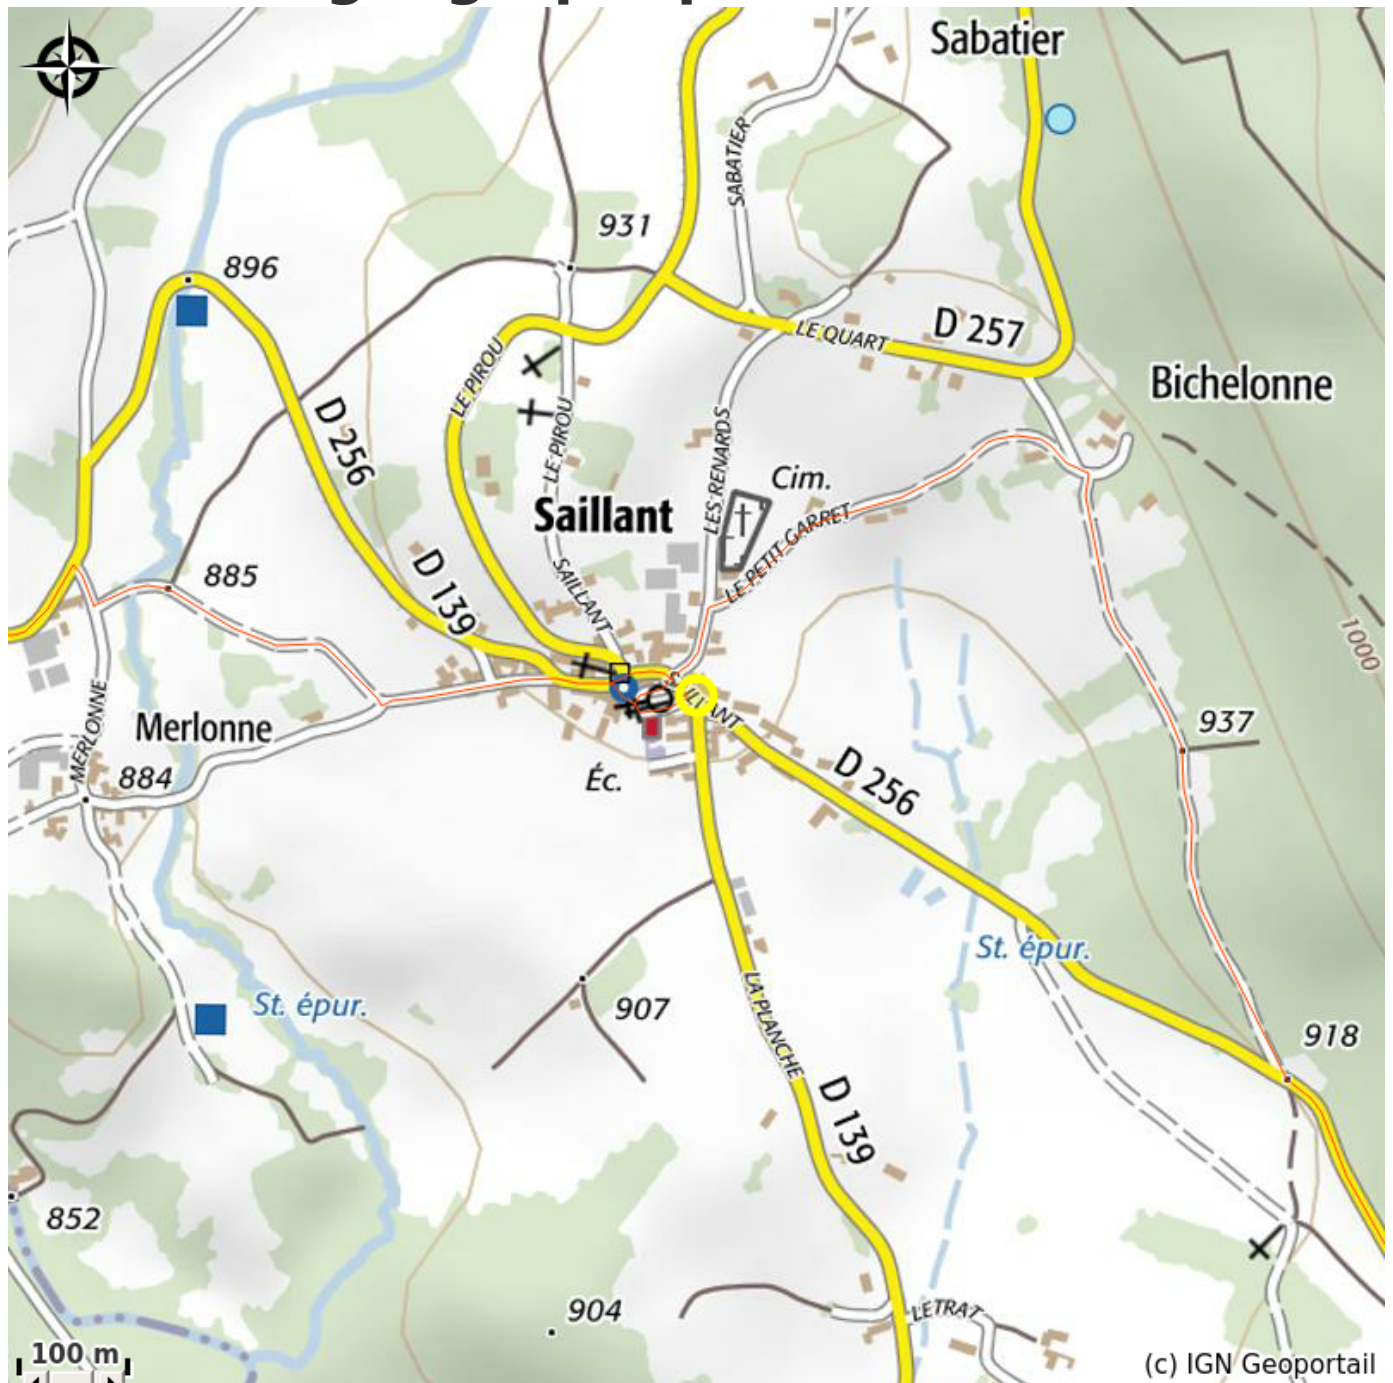 Sabatier
SABATIER
931
896
D 257
LE QUART
LE PIROU
Bichelonne
D 256
LE PIROU
LES RENARDS
Cim.
Saillant
LE PETIT GARRET
D 139
885
SAILLANT
1000
SAILLANT
MERLONNE
Merlonne
937
884
Éc.
D 256
St. épur.
St. épur.
907
LA PLANCHE
918
D 139
852
904
LETRAT
100 m
(c) IGN Geoportail